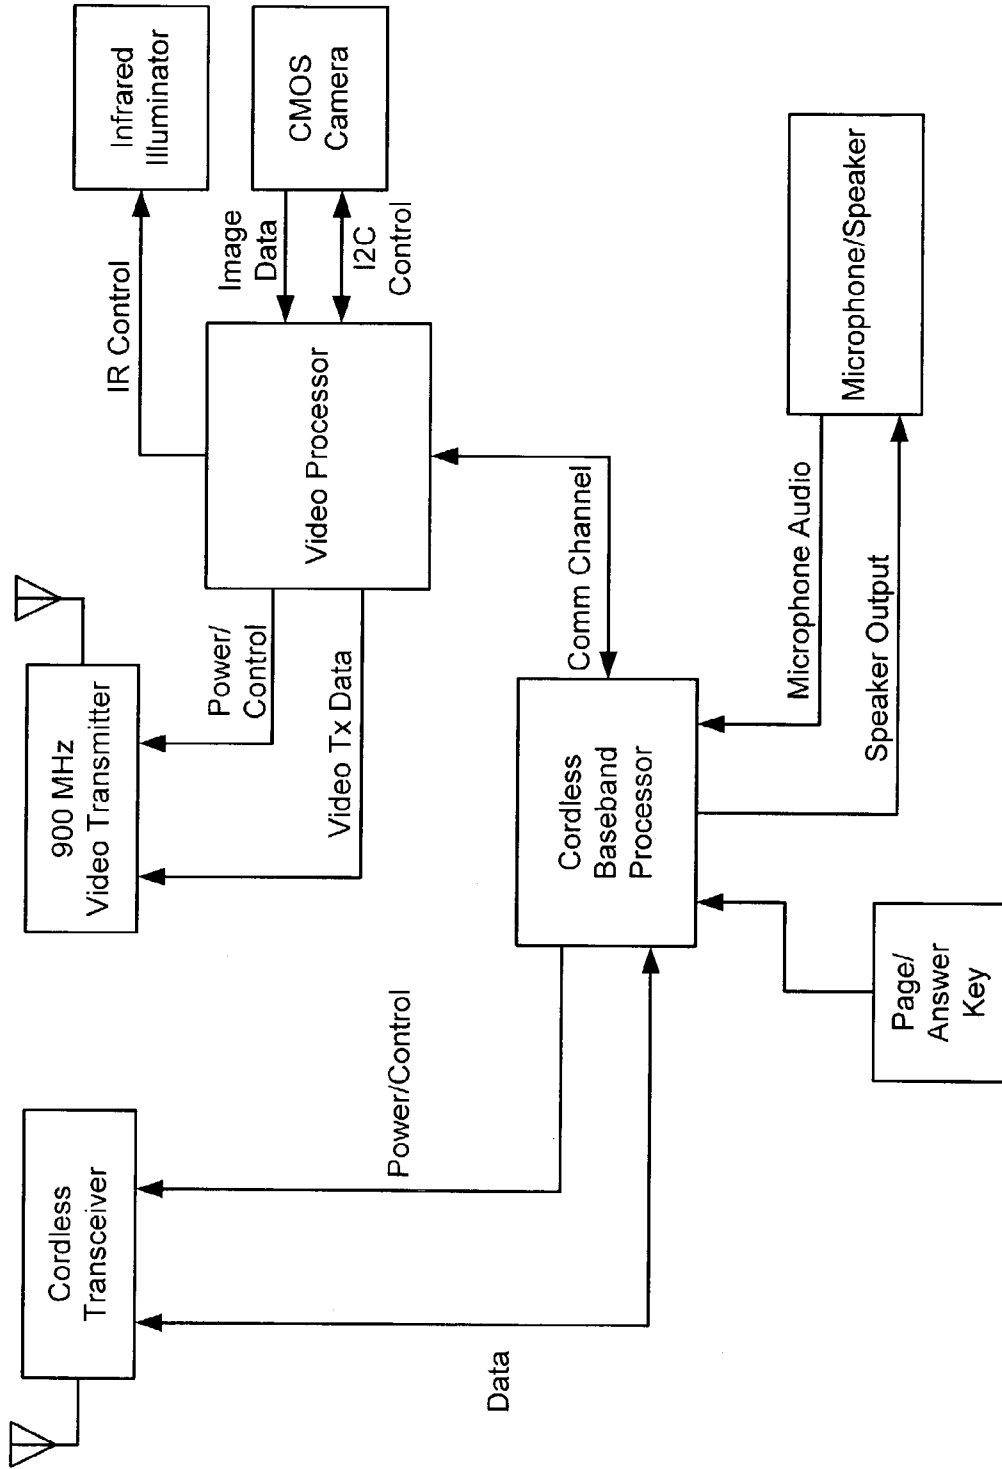 Cordless
Transceiver
900 MHz
Video Transmitter
Infrared
Illuminator
IR Control
Power/
Control
Video Tx Data
Video Processor
Image
Data
I2C
Control
CMOS
Camera
Power/Control
Data
Comm Channel
Cordless
Baseband
Processor
Microphone Audio
Speaker Output
Microphone/Speaker
Page/
Answer
Key